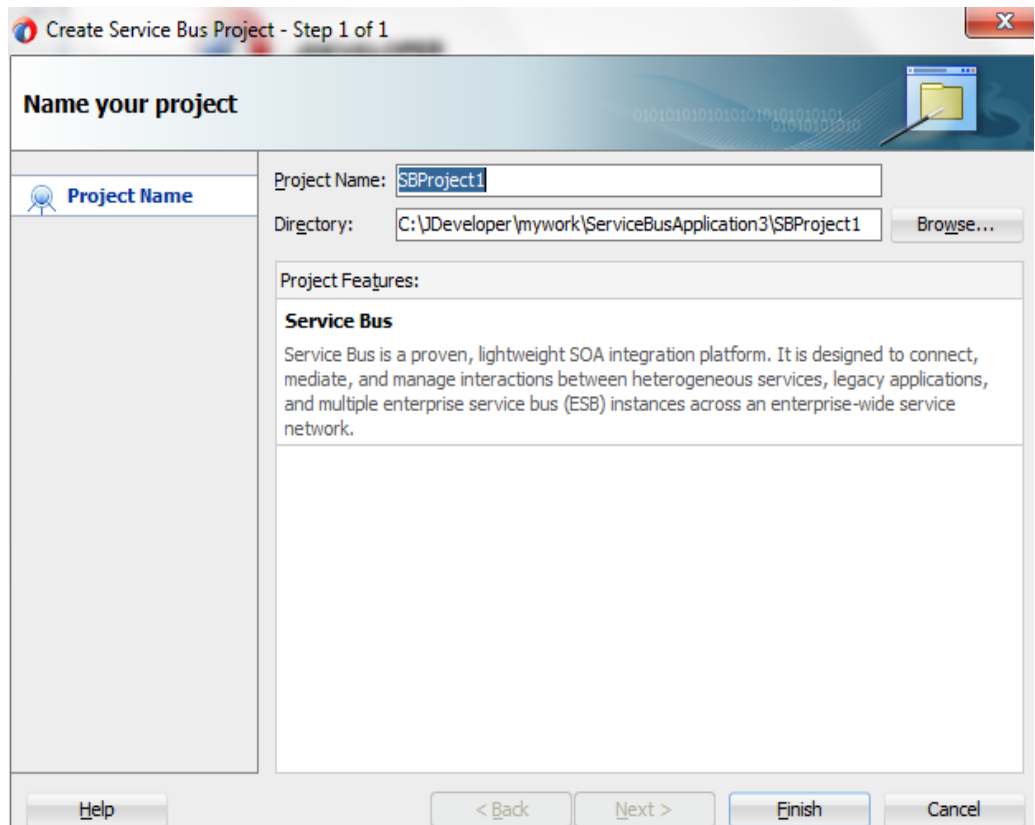 Create Service Bus Project - Step 1 of 1
Name your project
Project Name
Project Name: SBProject1
Directory: C:\JDeveloper\mywork\ServiceBusApplication3\SBProject1 Browse...
Project Features:
Service Bus
Service Bus is a proven, lightweight SOA integration platform. It is designed to connect,
mediate, and manage interactions between heterogeneous services, legacy applications,
and multiple enterprise service bus (ESB) instances across an enterprise-wide service
network.
Help < Back Next > Finish Cancel